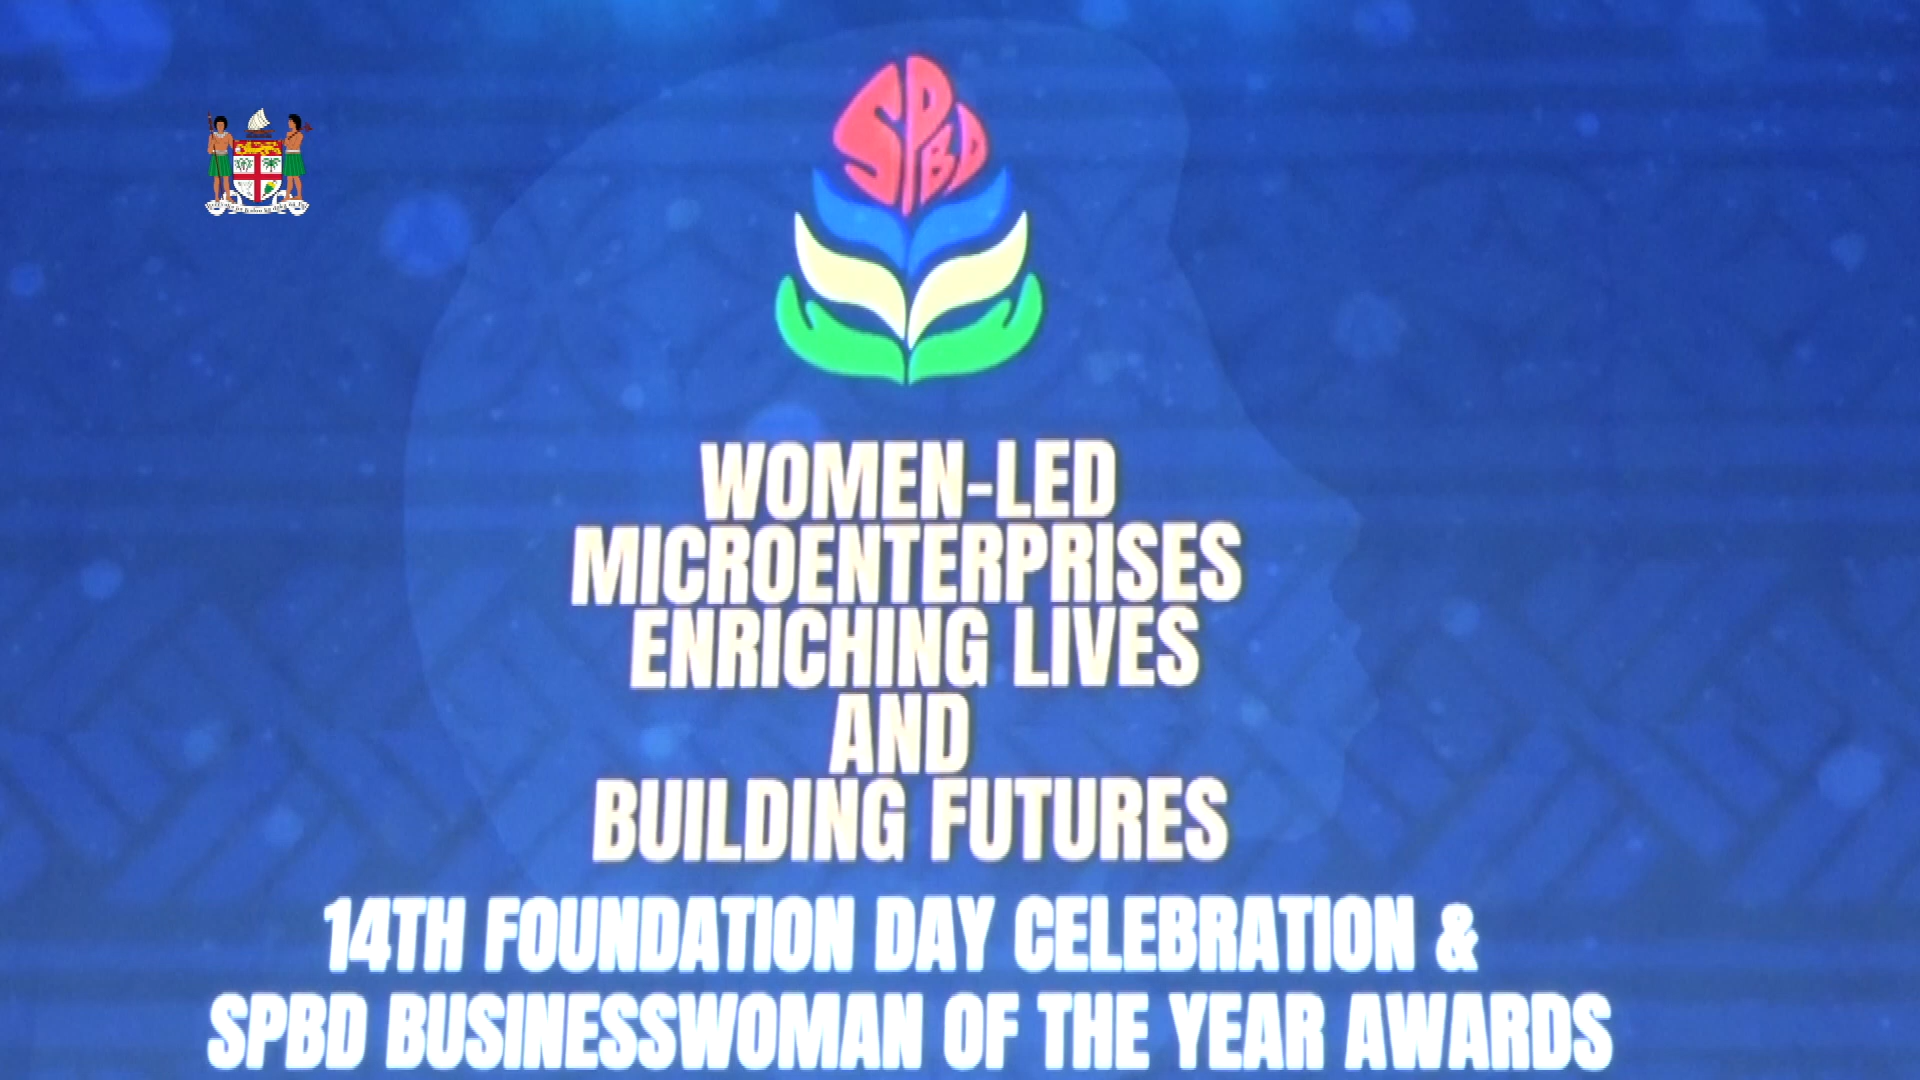 SPBD
WOMEN-LED
MICROENTERPRISES
ENRICHING LIVES
AND
BUILDING FUTURES
14TH FOUNDATION DAY CELEBRATION &
SPBD BUSINESSWOMAN OF THE YEAR AWARDS